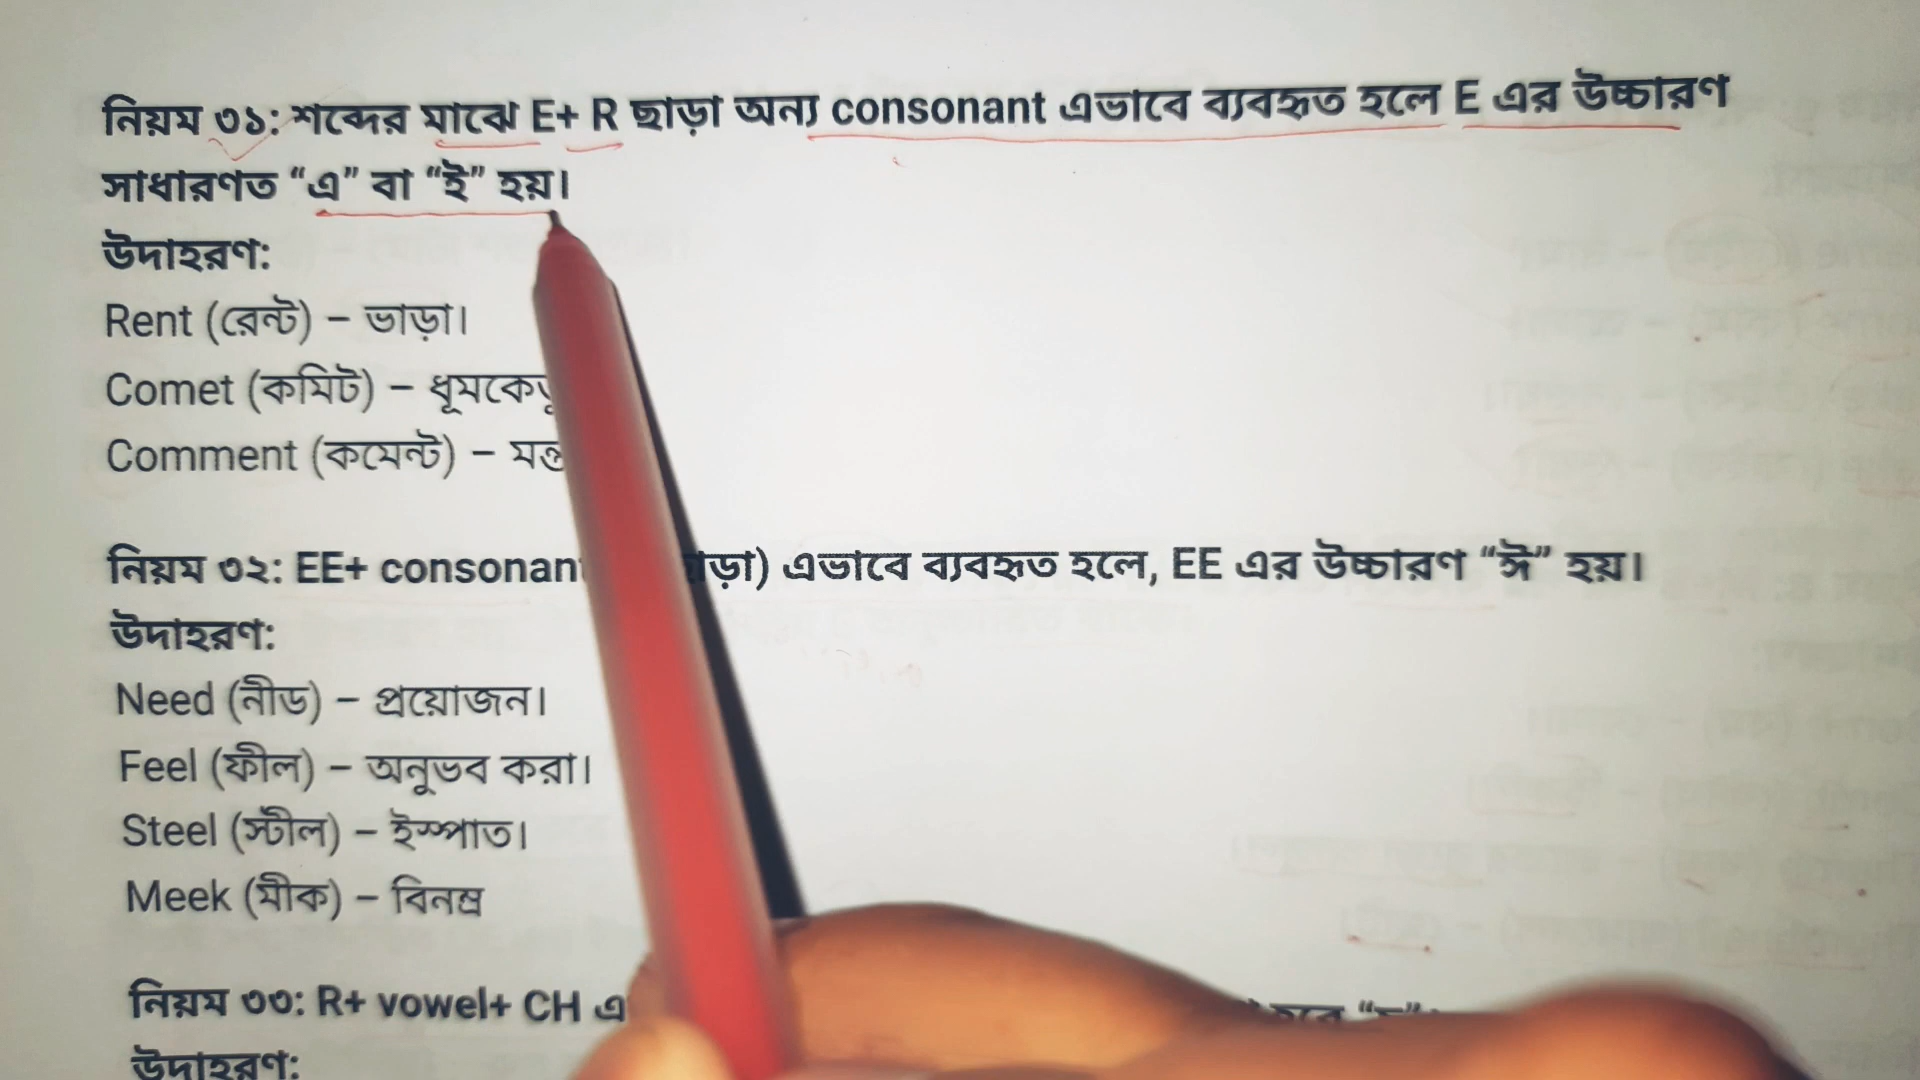 নিয়ম ৩১: শব্দের মাঝে E+ R ছাড়া অন্য consonant এভাবে ব্যবহৃত হলে E এর উচ্চারণ
সাধারণত “এ” বা “ই” হয়।
উদাহরণ:
Rent (রেন্ট) – ভাড়া।
Comet (কমিট) – ধূমকেতু
Comment (কমেন্ট) –
নিয়ম ৩২: EE+ consonant এভাবে ব্যবহৃত হলে, EE এর উচ্চারণ “ঈ” হয়।
উদাহরণ:
Need (নীড) – প্রয়োজন।
Feel (ফীল) – অনুভব করা।
Steel (স্টীল) – ইস্পাত।
Meek (মীক) – বিনম্র
নিয়ম ৩৩: R+ vowel+ CH
উদাহরণ: